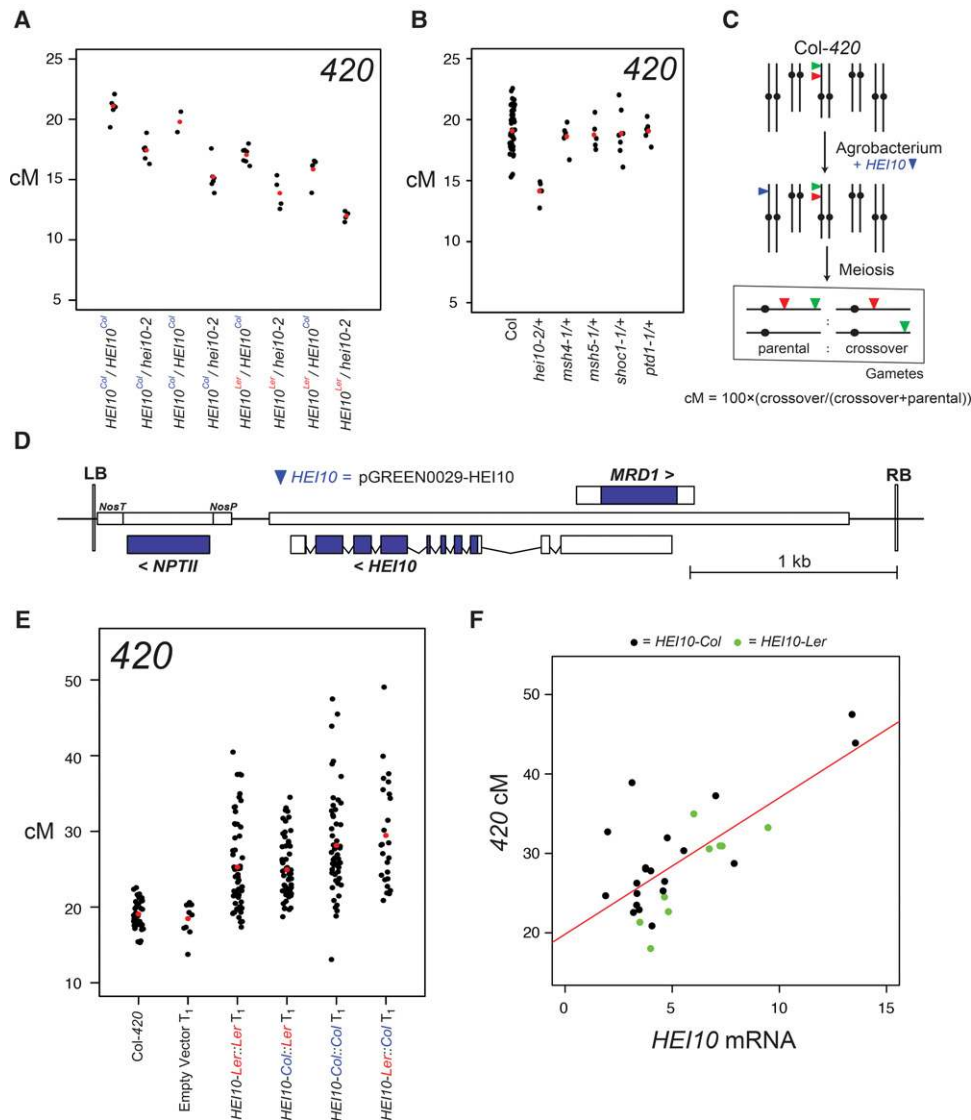 A
420
25
20
15
10
5
cM
HEI10Col / HEI10Col
HEI10Col / hei10-2
HEI10Col / HEI10Col
HEI10Col / hei10-2
HEI10Ler / HEI10Col
HEI10Ler / hei10-2
HEI10Ler / HEI10Col
HEI10Ler / hei10-2
B
420
25
20
15
10
5
cM
Col
hei10-2/+
msh4-1/+
msh5-1/+
shoc1-1/+
ptd1-1/+
C
Col-420
Agrobacterium
+ HEI10
Meiosis
parental : crossover
Gametes
cM = 100×(crossover/(crossover+parental))
D
LB
HEI10 = pGREEN0029-HEI10
MRD1 >
RB
NosT
NosP
< NPTII
< HEI10
1 kb
E
420
50
40
30
20
10
cM
Col-420
Empty Vector T1
HEI10-Ler::Ler T1
HEI10-Col::Ler T1
HEI10-Col::Col T1
HEI10-Ler::Col T1
F
= HEI10-Col = HEI10-Ler
50
40
30
20
420 cM
0 5 10 15
HEI10 mRNA